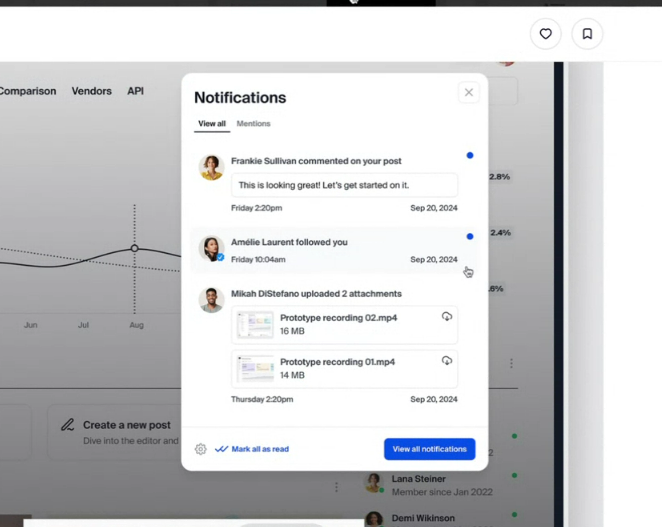 Comparison Vendors API
Notifications
View all Mentions
Frankie Sullivan commented on your post
This is looking great! Let's get started on it.
Friday 2:20pm Sep 20, 2024
2.8%
Amélie Laurent followed you
Friday 10:04am Sep 20, 2024
2.4%
Mikah DiStefano uploaded 2 attachments
.6%
Prototype recording 02.mp4
16 MB
Prototype recording 01.mp4
14 MB
Thursday 2:20pm Sep 20, 2024
Jun Jul Aug
Create a new post
Dive into the editor and
Mark all as read View all notifications
2
Lana Steiner
Member since Jan 2022
Demi Wikinson